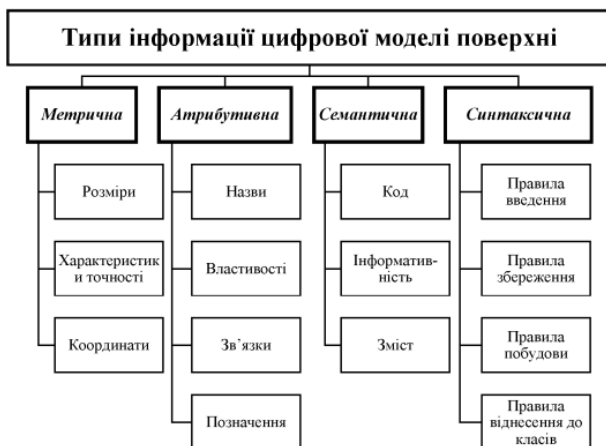 Типи інформації цифрової моделі поверхні
Метрична
Атрибутивна
Семантична
Синтаксична
Розміри
Характеристик
и точності
Координати
Назви
Властивості
Зв’язки
Позначення
Код
Інформатив-
ність
Зміст
Правила
введення
Правила
збереження
Правила
побудови
Правила
віднесення до
класів